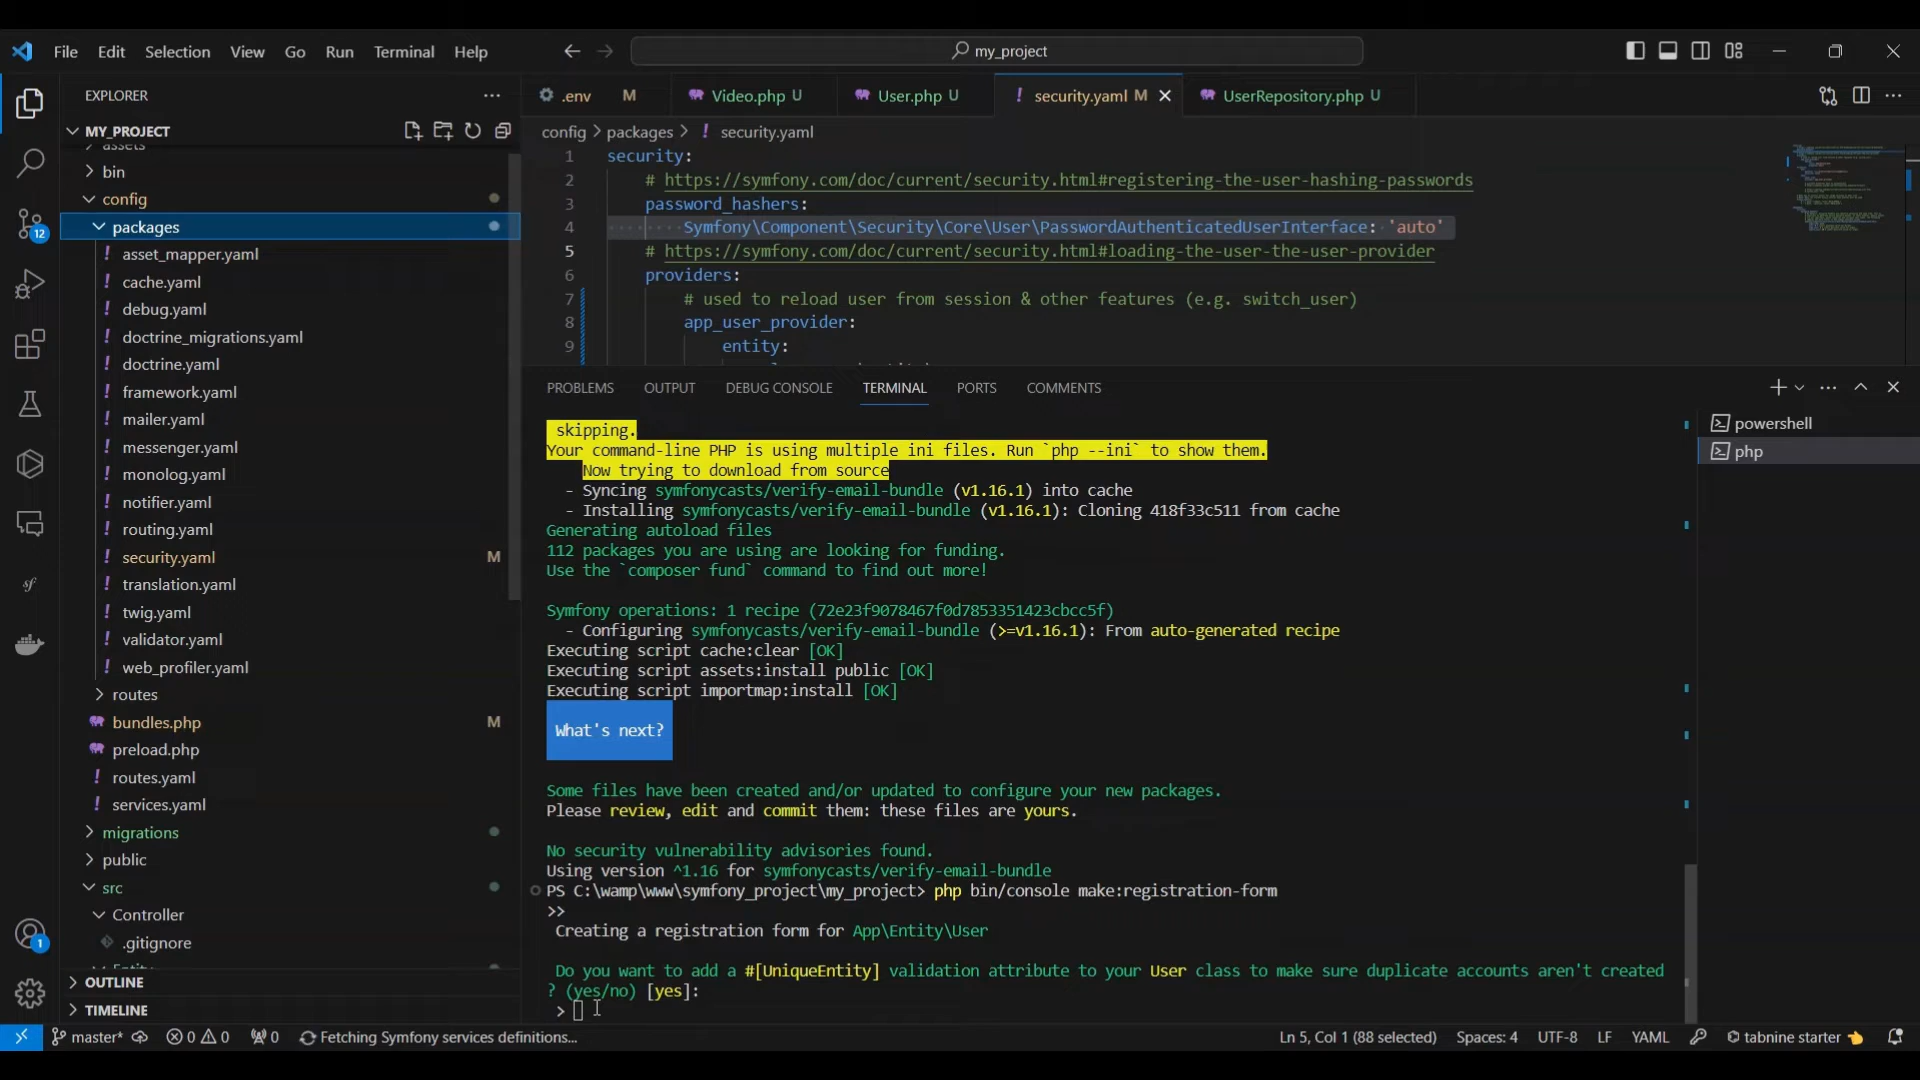 File Edit Selection View Go Run Terminal Help
my_project
EXPLORER
.env M
Video.php U
User.php U
security.yaml M
UserRepository.php U
MY_PROJECT
config > packages > security.yaml
assets
bin
config
packages
asset_mapper.yaml
cache.yaml
debug.yaml
doctrine_migrations.yaml
doctrine.yaml
framework.yaml
mailer.yaml
messenger.yaml
monolog.yaml
notifier.yaml
routing.yaml
security.yaml M
translation.yaml
twig.yaml
validator.yaml
web_profiler.yaml
routes
bundles.php M
preload.php
routes.yaml
services.yaml
migrations
public
src
Controller
.gitignore
OUTLINE
TIMELINE
12
1
1 security:
2 # https://symfony.com/doc/current/security.html#registering-the-user-hashing-passwords
3 password_hashers:
4 Symfony\Component\Security\Core\User\PasswordAuthenticatedUserInterface: 'auto'
5 # https://symfony.com/doc/current/security.html#loading-the-user-the-user-provider
6 providers:
7 # used to reload user from session & other features (e.g. switch_user)
8 app_user_provider:
9 entity:
PROBLEMS OUTPUT DEBUG CONSOLE TERMINAL PORTS COMMENTS
powershell
php
skipping.
Your command-line PHP is using multiple ini files. Run `php --ini` to show them.
Now trying to download from source
- Syncing symfonycasts/verify-email-bundle (v1.16.1) into cache
- Installing symfonycasts/verify-email-bundle (v1.16.1): Cloning 418f33c511 from cache
Generating autoload files
112 packages you are using are looking for funding.
Use the `composer fund` command to find out more!
Symfony operations: 1 recipe (72e23f9078467f0d7853351423cbcc5f)
- Configuring symfonycasts/verify-email-bundle (>=v1.16.1): From auto-generated recipe
Executing script cache:clear [OK]
Executing script assets:install public [OK]
Executing script importmap:install [OK]
What's next?
Some files have been created and/or updated to configure your new packages.
Please review, edit and commit them: these files are yours.
No security vulnerability advisories found.
Using version ^1.16 for symfonycasts/verify-email-bundle
PS C:\wamp\www\symfony_project\my_project> php bin/console make:registration-form
>>
Creating a registration form for App\Entity\User
Do you want to add a #[UniqueEntity] validation attribute to your User class to make sure duplicate accounts aren't created
? (yes/no) [yes]:
>
master* 0 0 0 Fetching Symfony services definitions... Ln 5, Col 1 (88 selected) Spaces: 4 UTF-8 LF YAML tabnine starter